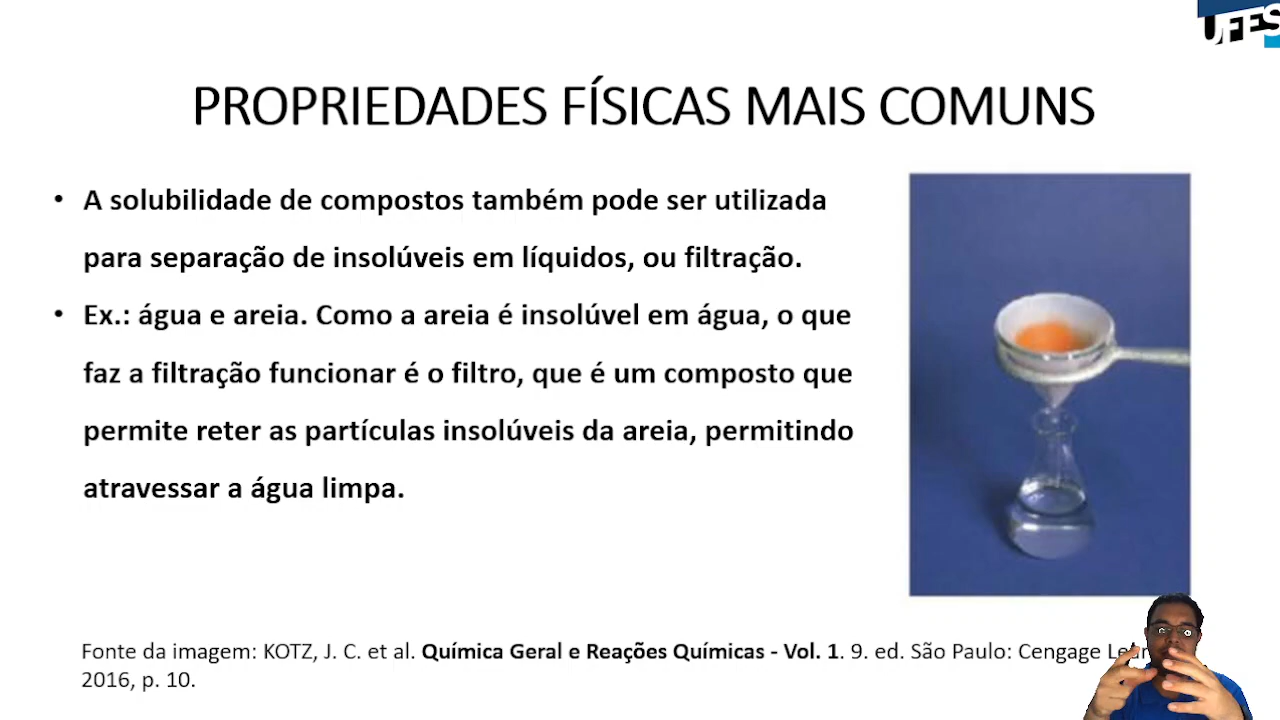 UFES
PROPRIEDADES FÍSICAS MAIS COMUNS
• A solubilidade de compostos também pode ser utilizada
para separação de insolúveis em líquidos, ou filtração.
• Ex.: água e areia. Como a areia é insolúvel em água, o que
faz a filtração funcionar é o filtro, que é um composto que
permite reter as partículas insolúveis da areia, permitindo
atravessar a água limpa.
Fonte da imagem: KOTZ, J. C. et al. Química Geral e Reações Químicas - Vol. 1. 9. ed. São Paulo: Cengage
2016, p. 10.